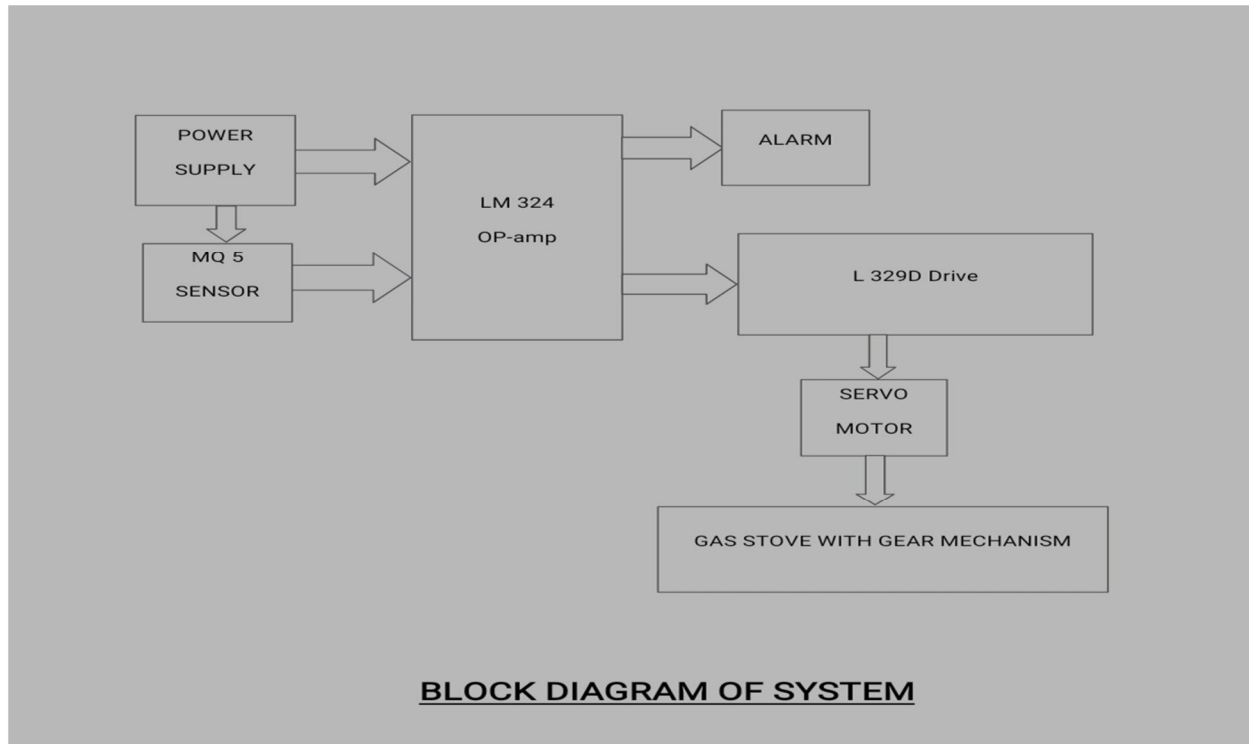 POWER
SUPPLY
MQ 5
SENSOR
LM 324
OP-amp
ALARM
L 329D Drive
SERVO
MOTOR
GAS STOVE WITH GEAR MECHANISM
BLOCK DIAGRAM OF SYSTEM